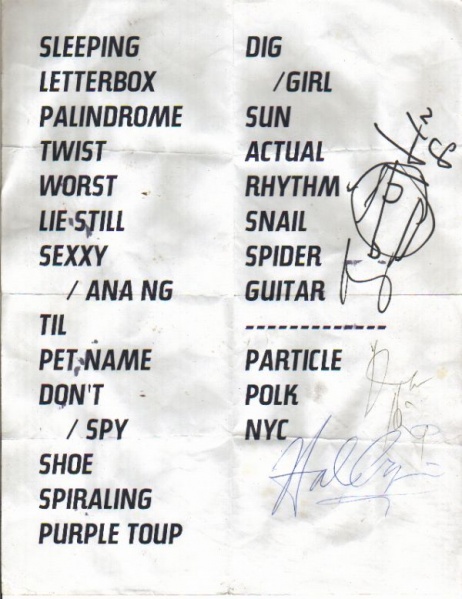 SLEEPING
LETTERBOX
PALINDROME
TWIST
WORST
LIE STILL
SEXXY
/ ANA NG
TIL
PET NAME
DON'T
/ SPY
SHOE
SPIRALING
PURPLE TOUP
DIG
/GIRL
SUN
ACTUAL
RHYTHM
SNAIL
SPIDER
GUITAR
--------------
PARTICLE
POLK
NYC